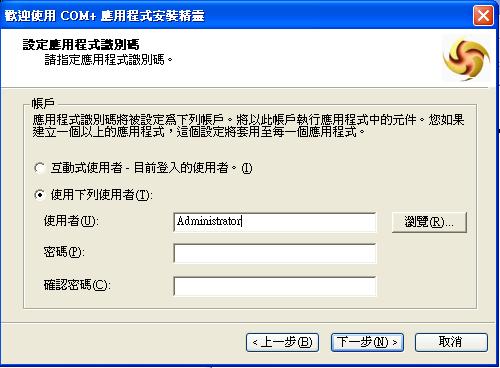 歡迎使用 COM+ 應用程式安裝精靈
設定應用程式識別碼
請指定應用程式識別碼。
帳戶
應用程式識別碼將被設定為下列帳戶。將以此帳戶執行應用程式中的元件。您如果
建立一個以上的應用程式，這個設定將套用至每一個應用程式。
互動式使用者 - 目前登入的使用者。(I)
使用下列使用者(T):
使用者(U): Administrator 瀏覽(R)...
密碼(P):
確認密碼(C):
<上一步(B) 下一步(N) > 取消